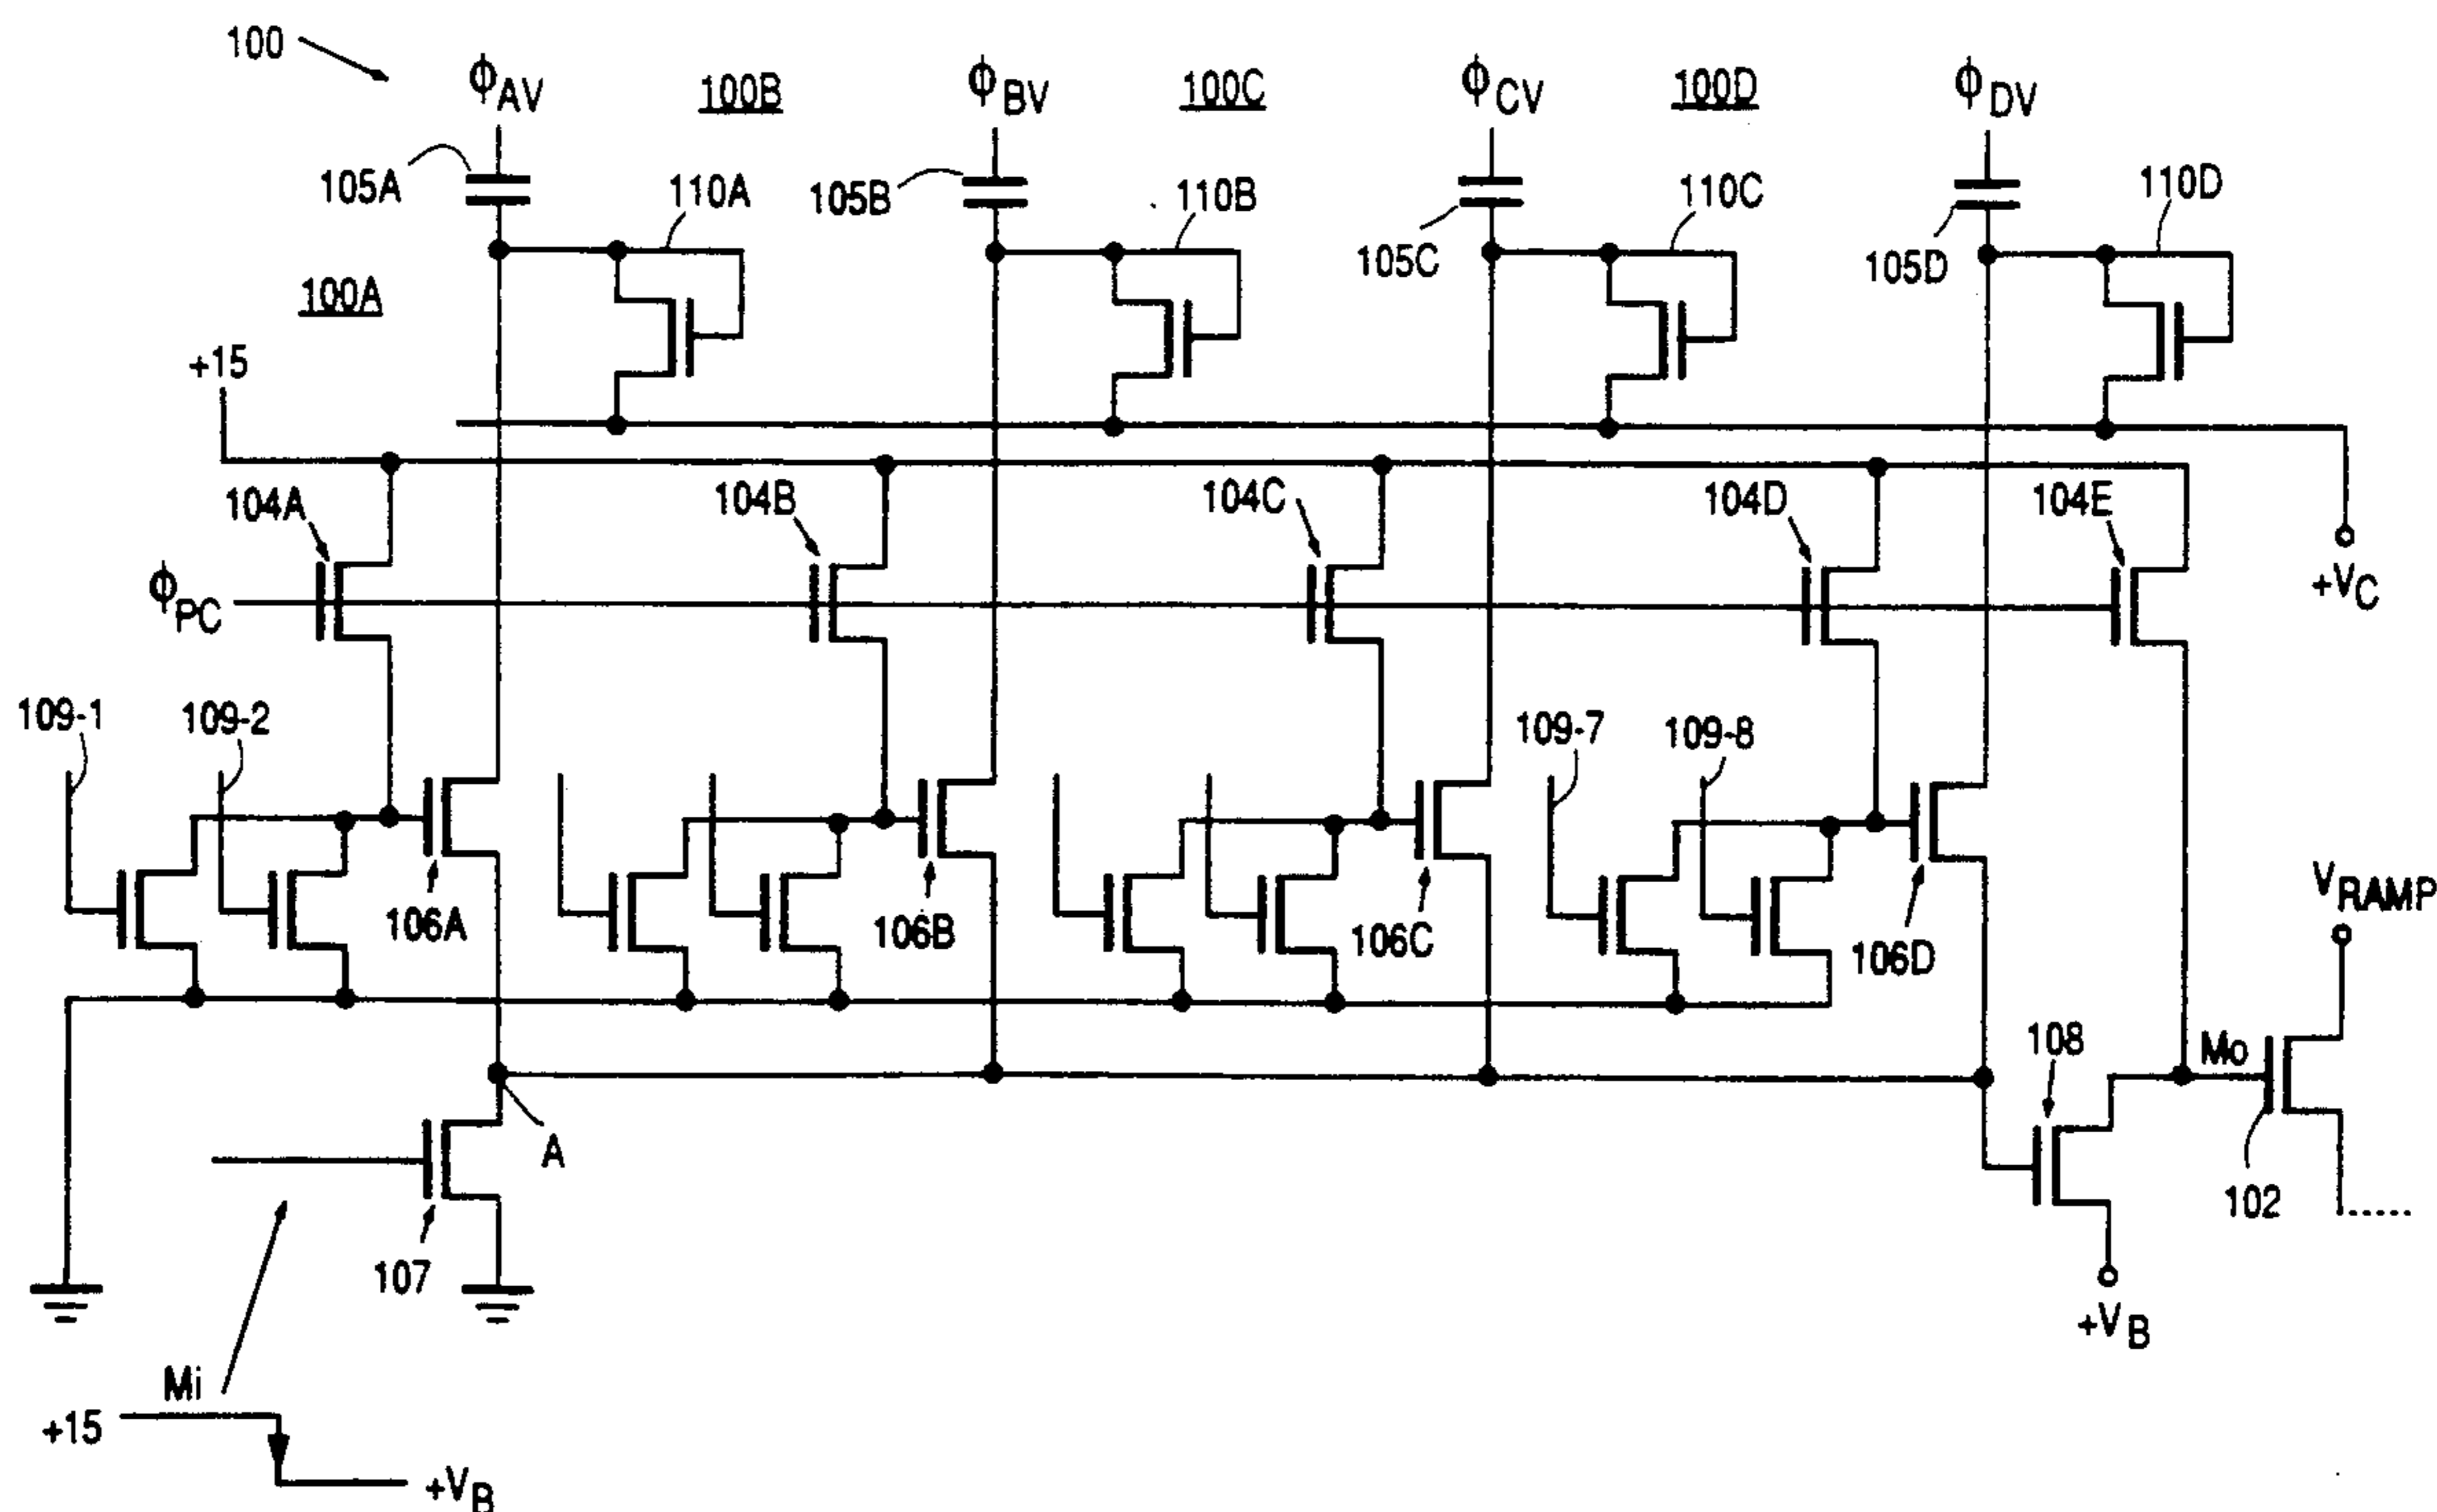 100
ΦAV
100B
ΦBV
100C
ΦCV
100D
ΦDV
105A
110A
105B
110B
105C
110C
105D
110D
100A
+15
104A
104B
104C
104D
104E
+VC
ΦPC
109-1
109-2
109-7
109-8
106A
106B
106C
106D
VRAMP
108
Mo
A
102
107
+VB
Mi
+15
+VB